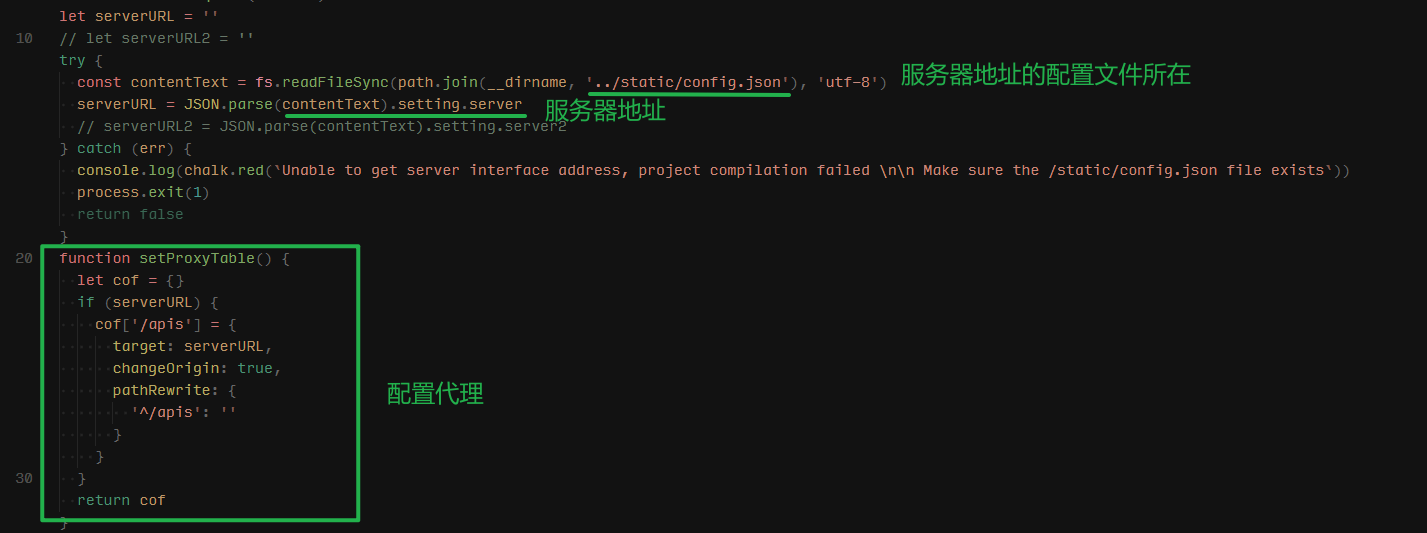 let serverURL = ''
10 // let serverURL2 = ''
try {
const contentText = fs.readFileSync(path.join(__dirname, '../static/config.json'), 'utf-8') 服务器地址的配置文件所在
serverURL = JSON.parse(contentText).setting.server 服务器地址
// serverURL2 = JSON.parse(contentText).setting.server2
} catch (err) {
console.log(chalk.red(`Unable to get server interface address, project compilation failed \n\n Make sure the /static/config.json file exists`))
process.exit(1)
return false
}
20 function setProxyTable() {
let cof = {}
if (serverURL) {
cof['/apis'] = {
target: serverURL,
changeOrigin: true,
pathRewrite: { 配置代理
'^/apis': ''
}
}
30 }
return cof
}